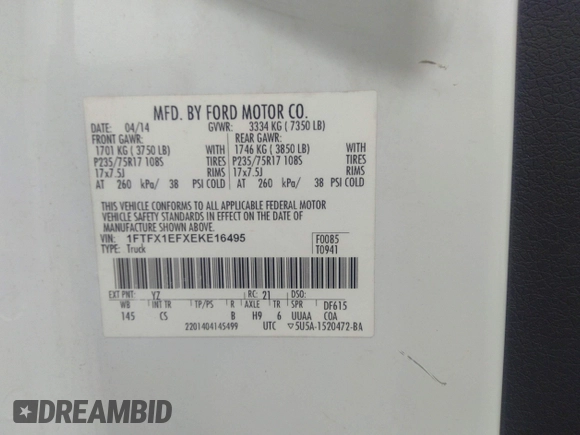 MFD. BY FORD MOTOR CO.
DATE: 04/14 GVWR: 3334 KG ( 7350 LB)
FRONT GAWR: REAR GAWR:
1701 KG ( 3750 LB) WITH 1746 KG ( 3850 LB) WITH
P235/75R17 108S TIRES P235/75R17 108S TIRES
17x7.5J RIMS 17x7.5J RIMS
AT 260 kPa/ 38 PSI COLD AT 260 kPa/ 38 PSI COLD
THIS VEHICLE CONFORMS TO ALL APPLICABLE FEDERAL MOTOR
VEHICLE SAFETY STANDARDS IN EFFECT ON THE DATE OF
MANUFACTURE SHOWN ABOVE.
VIN: 1FTFX1EFXEKE16495 F0085
TYPE: Truck T0941
EXT PNT: YZ RC: 21 DSO:
WB INT TR TP/PS R AXLE TR SPR DF615
145 CS B H9 6 UUAA COA
2201404145499 UTC ▽5U5A-1520472-BA
DREAMBID